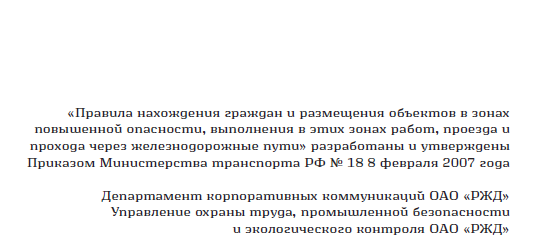 «Правила нахождения граждан и размещения объектов в зонах
повышенной опасности, выполнения в этих зонах работ, проезда и
прохода через железнодорожные пути» разработаны и утверждены
Приказом Министерства транспорта РФ № 18 8 февраля 2007 года
Департамент корпоративных коммуникаций ОАО «РЖД»
Управление охраны труда, промышленной безопасности
и экологического контроля ОАО «РЖД»